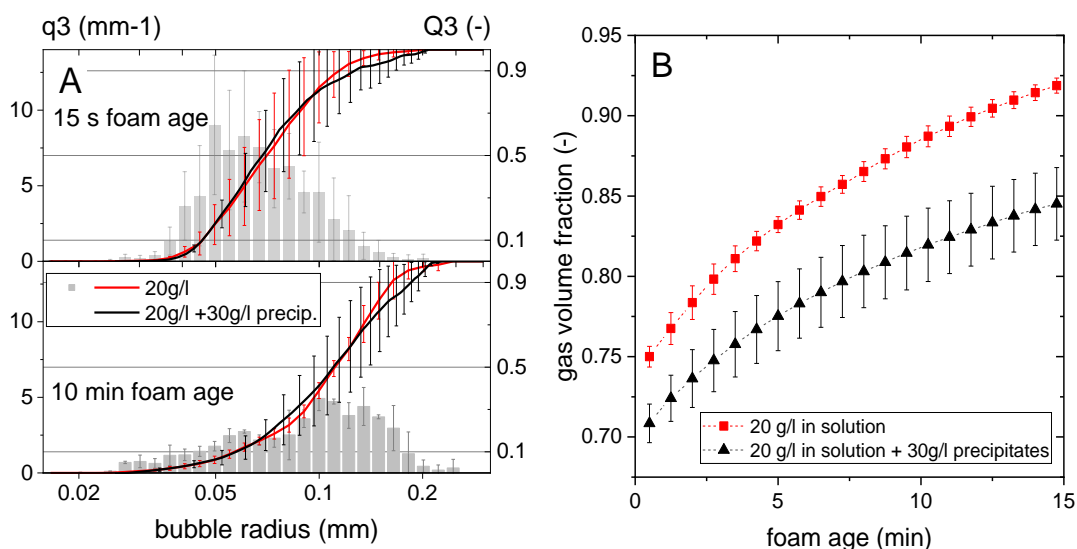 q3 (mm-1) Q3 (-)
A
15 s foam age
10
5
0
0.9
0.5
0.1
20g/l
20g/l +30g/l precip.
10 min foam age
10
5
0
0.9
0.5
0.1
0.02 0.05 0.1 0.2
bubble radius (mm)
B
0.95
0.90
0.85
0.80
0.75
0.70
gas volume fraction (-)
20 g/l in solution
20 g/l in solution + 30g/l precipitates
0 5 10 15
foam age (min)